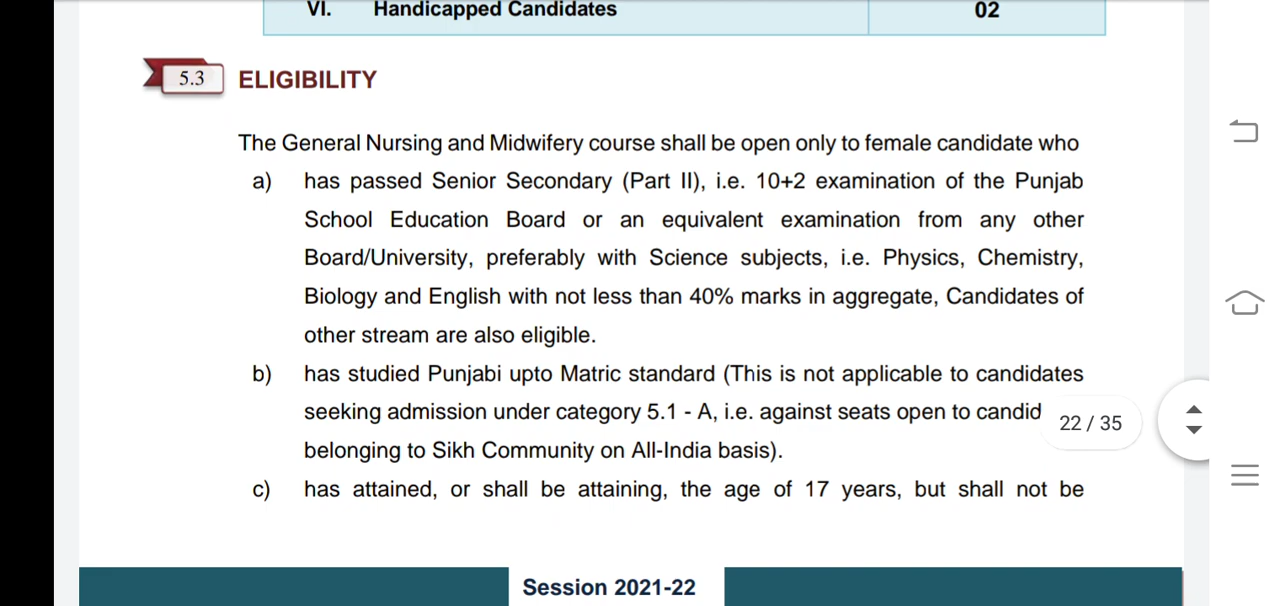 VI. Handicapped Candidates 02
5.3 ELIGIBILITY
The General Nursing and Midwifery course shall be open only to female candidate who
a) has passed Senior Secondary (Part II), i.e. 10+2 examination of the Punjab
School Education Board or an equivalent examination from any other
Board/University, preferably with Science subjects, i.e. Physics, Chemistry,
Biology and English with not less than 40% marks in aggregate, Candidates of
other stream are also eligible.
b) has studied Punjabi upto Matric standard (This is not applicable to candidates
seeking admission under category 5.1 - A, i.e. against seats open to candid
22 / 35
belonging to Sikh Community on All-India basis).
c) has attained, or shall be attaining, the age of 17 years, but shall not be
Session 2021-22